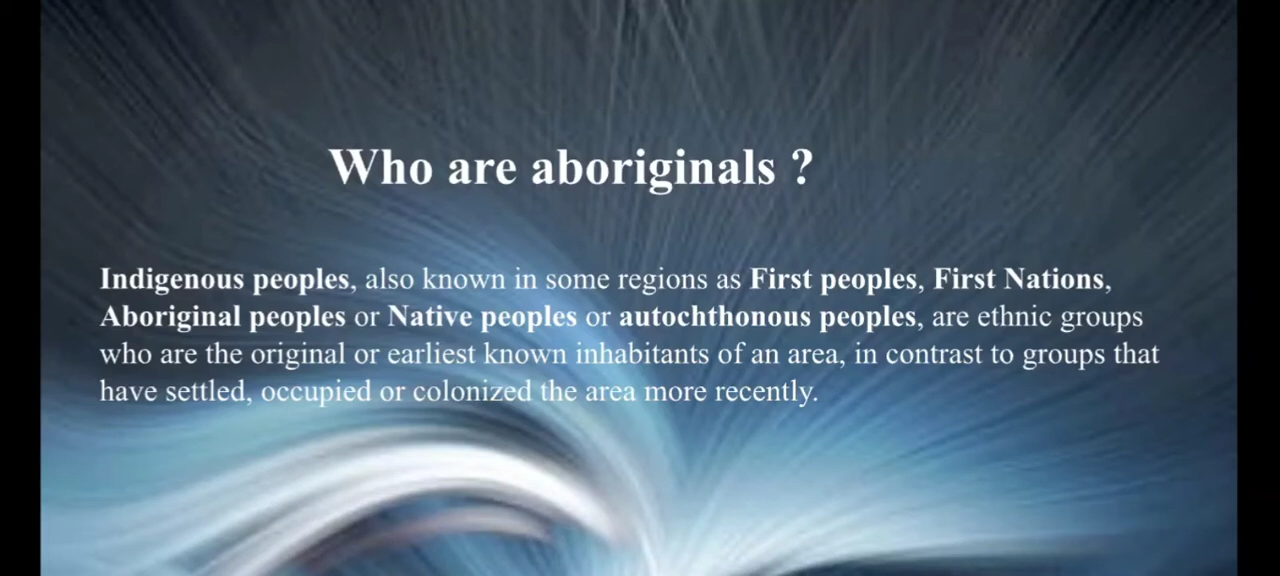 Who are aboriginals ?
Indigenous peoples, also known in some regions as First peoples, First Nations,
Aboriginal peoples or Native peoples or autochthonous peoples, are ethnic groups
who are the original or earliest known inhabitants of an area, in contrast to groups that
have settled, occupied or colonized the area more recently.